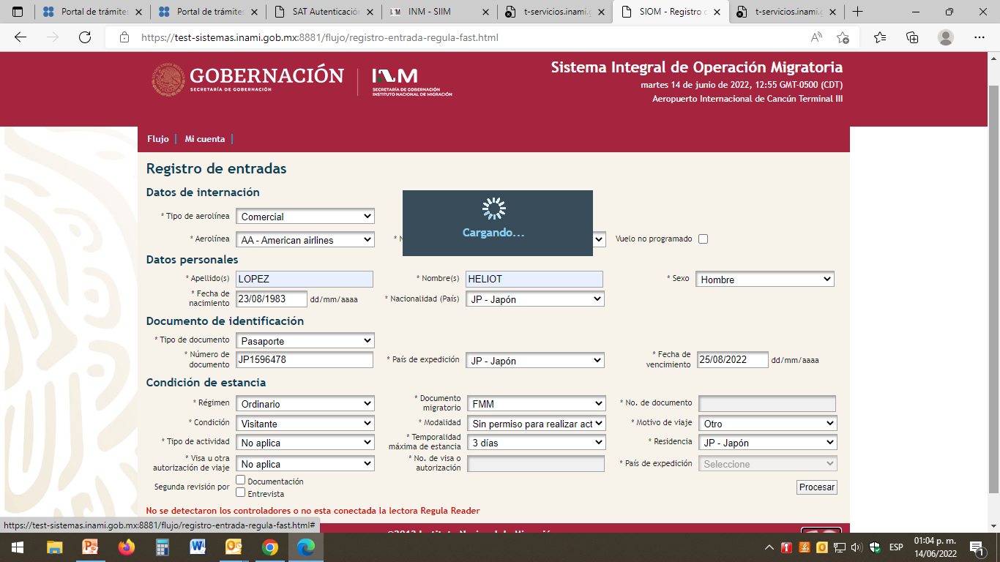 Portal de trámites
Portal de trámites
SAT Autenticació
INM - SIIM
t-servicios.inami.g
SIOM - Registro d
t-servicios.inami.g
https://test-sistemas.inami.gob.mx:8881/flujo/registro-entrada-regula-fast.html
GOBERNACIÓN
SECRETARÍA DE GOBERNACIÓN
INM
SECRETARÍA DE GOBERNACIÓN
INSTITUTO NACIONAL DE MIGRACIÓN
Sistema Integral de Operación Migratoria
martes 14 de junio de 2022, 12:55 GMT-0500 (CDT)
Aeropuerto Internacional de Cancún Terminal III
Flujo | Mi cuenta |
Registro de entradas
Datos de internación
* Tipo de aerolínea Comercial
* Aerolínea AA - American airlines * N Vuelo no programado
Cargando...
Datos personales
* Apellido(s) LOPEZ * Nombre(s) HELIOT * Sexo Hombre
* Fecha de nacimiento 23/08/1983 dd/mm/aaaa * Nacionalidad (País) JP - Japón
Documento de identificación
* Tipo de documento Pasaporte
* Número de documento JP1596478 * País de expedición JP - Japón * Fecha de vencimiento 25/08/2022 dd/mm/aaaa
Condición de estancia
* Régimen Ordinario * Documento migratorio FMM * No. de documento
* Condición Visitante * Modalidad Sin permiso para realizar act * Motivo de viaje Otro
* Tipo de actividad No aplica * Temporalidad máxima de estancia 3 días * Residencia JP - Japón
* Visa u otra autorización de viaje No aplica * No. de visa o autorización * País de expedición Seleccione
Segunda revisión por Documentación
Entrevista
Procesar
No se detectaron los controladores o no esta conectada la lectora Regula Reader
https://test-sistemas.inami.gob.mx:8881/flujo/registro-entrada-regula-fast.html#
ESP
01:04 p. m.
14/06/2022
1